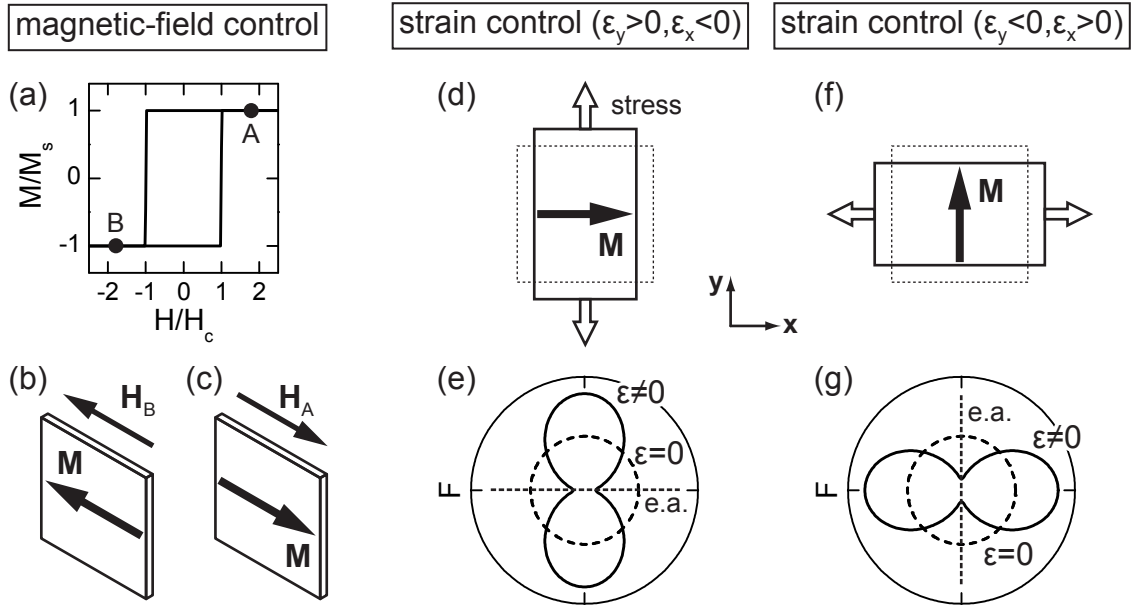 magnetic-field control
strain control (εy>0,εx<0)
strain control (εy<0,εx>0)
(a)
M/Ms
1
0
-1
A
B
-2 -1 0 1 2
H/Hc
(b)
HB
M
(c)
HA
M
(d)
stress
M
y
x
(e)
F
ε≠0
ε=0
e.a.
(f)
M
(g)
F
e.a.
ε≠0
ε=0